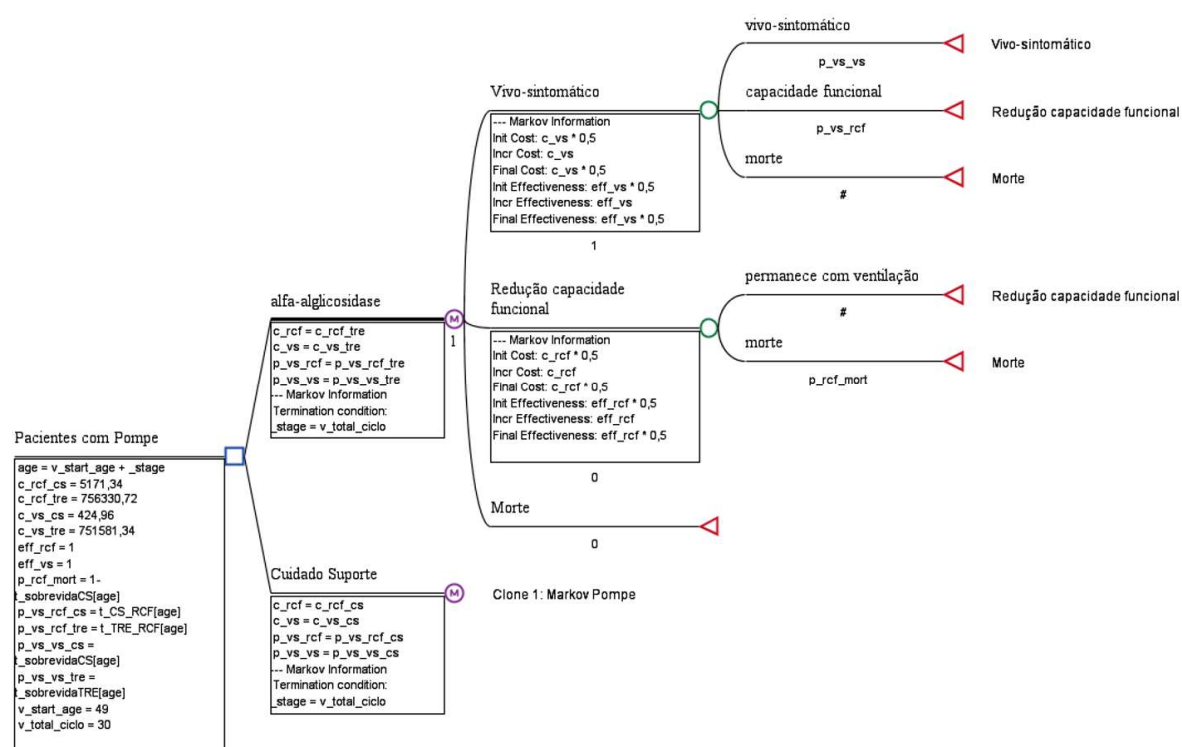 vivo-sintomático
p_vs_vs
Vivo-sintomático
capacidade funcional
p_vs_rcf
Redução capacidade funcional
morte
#
Morte
Vivo-sintomático
--- Markov Information
Init Cost: c_vs * 0,5
Incr Cost: c_vs
Final Cost: c_vs * 0,5
Init Effectiveness: eff_vs * 0,5
Incr Effectiveness: eff_vs
Final Effectiveness: eff_vs * 0,5
1
permanece com ventilação
#
Redução capacidade funcional
morte
p_rcf_mort
Morte
Redução capacidade
funcional
--- Markov Information
Init Cost: c_rcf * 0,5
Incr Cost: c_rcf
Final Cost: c_rcf * 0,5
Init Effectiveness: eff_rcf * 0,5
Incr Effectiveness: eff_rcf
Final Effectiveness: eff_rcf * 0,5
0
Morte
0
alfa-alglicosidase
M
1
c_rcf = c_rcf_tre
c_vs = c_vs_tre
p_vs_rcf = p_vs_rcf_tre
p_vs_vs = p_vs_vs_tre
--- Markov Information
Termination condition:
_stage = v_total_ciclo
Pacientes com Pompe
age = v_start_age + _stage
c_rcf_cs = 5171,34
c_rcf_tre = 756330,72
c_vs_cs = 424,96
c_vs_tre = 751581,34
eff_rcf = 1
eff_vs = 1
p_rcf_mort = 1-
t_sobrevidaCS[age]
p_vs_rcf_cs = t_CS_RCF[age]
p_vs_rcf_tre = t_TRE_RCF[age]
p_vs_vs_cs =
t_sobrevidaCS[age]
p_vs_vs_tre =
t_sobrevidaTRE[age]
v_start_age = 49
v_total_ciclo = 30
Cuidado Suporte
M
Clone 1: Markov Pompe
c_rcf = c_rcf_cs
c_vs = c_vs_cs
p_vs_rcf = p_vs_rcf_cs
p_vs_vs = p_vs_vs_cs
--- Markov Information
Termination condition:
_stage = v_total_ciclo